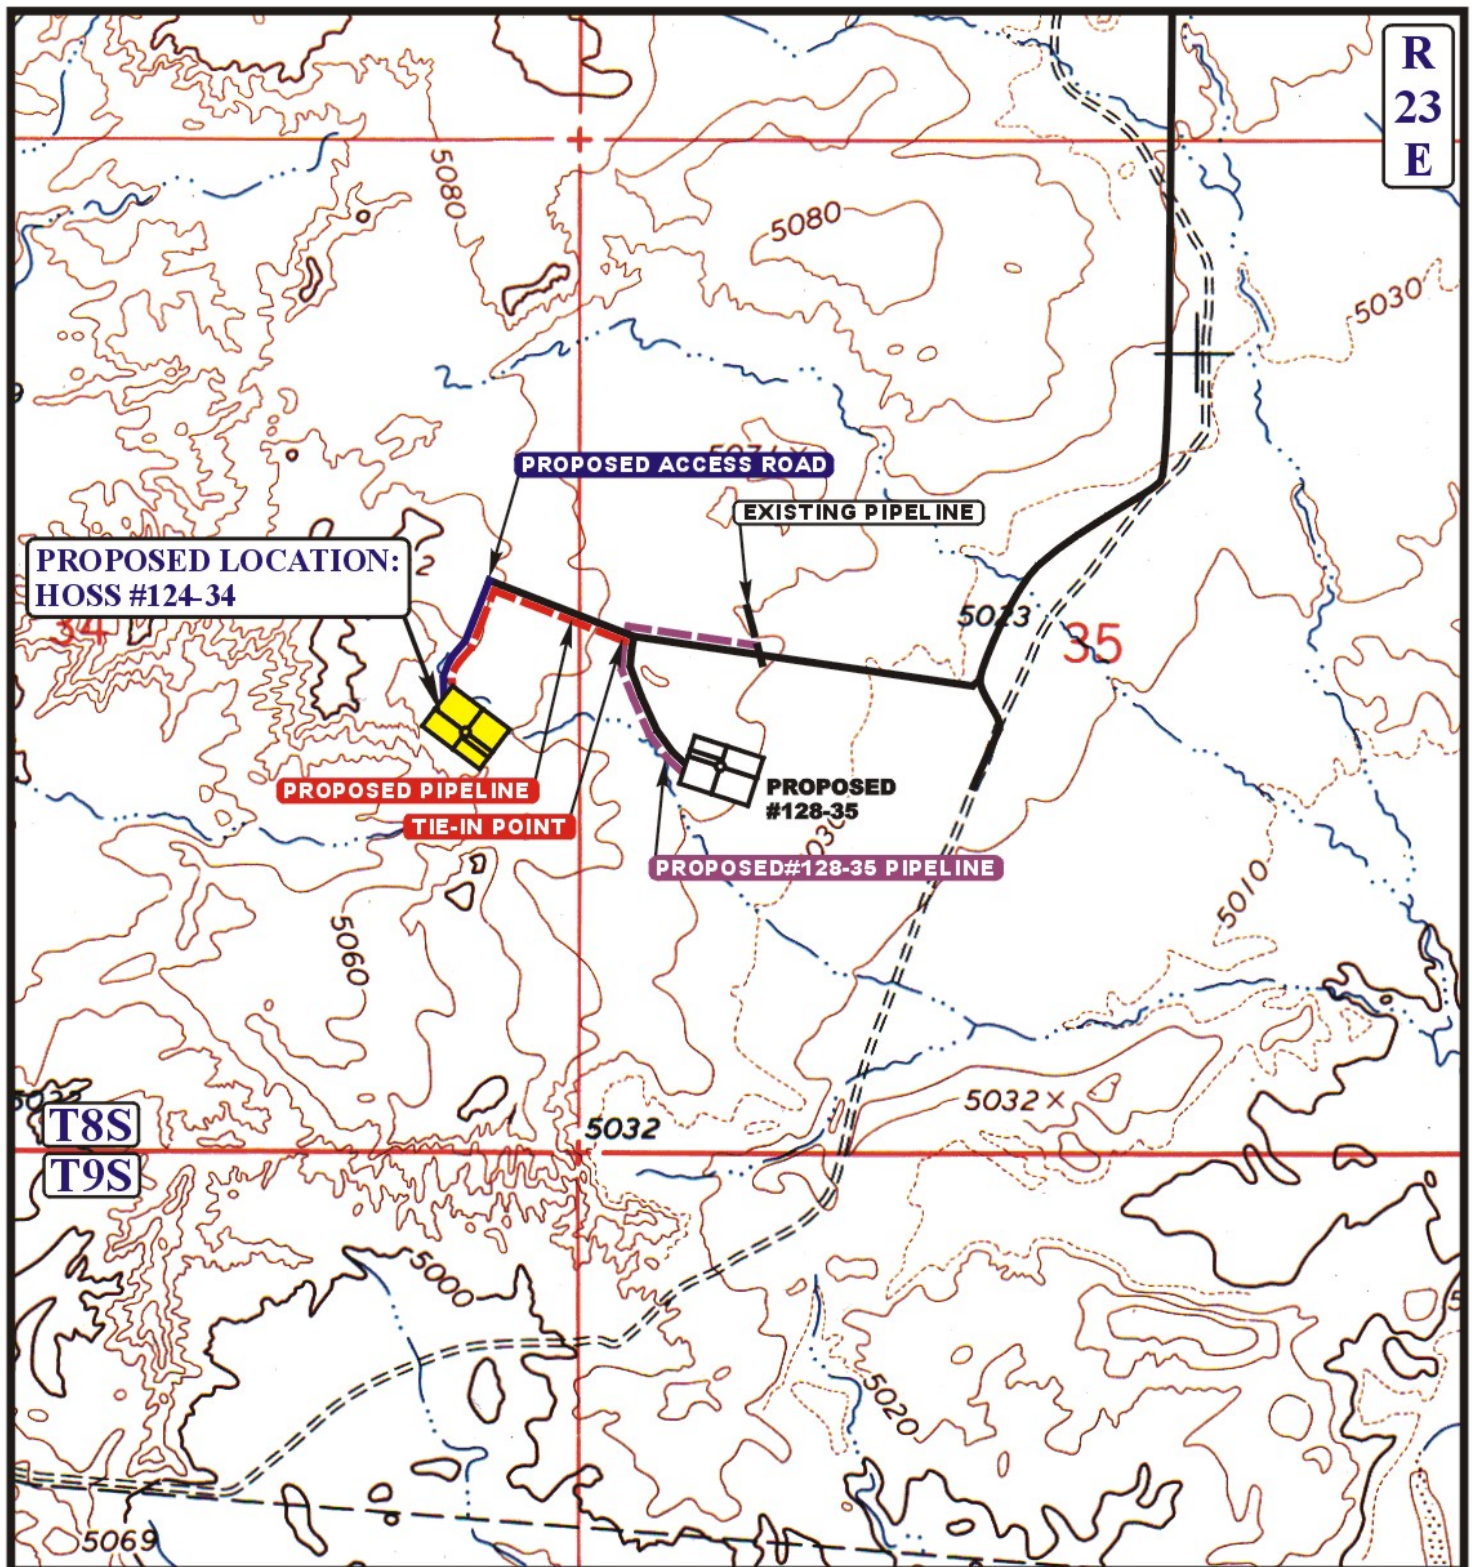 R
23
E
5080
5080
5030
PROPOSED ACCESS ROAD
EXISTING PIPELINE
PROPOSED LOCATION:
HOSS #124-34
34
5023
35
PROPOSED PIPELINE
TIE-IN POINT
PROPOSED
#128-35
PROPOSED#128-35 PIPELINE
5010
5060
T8S
5032
5032 ×
T9S
5000
5020
5069